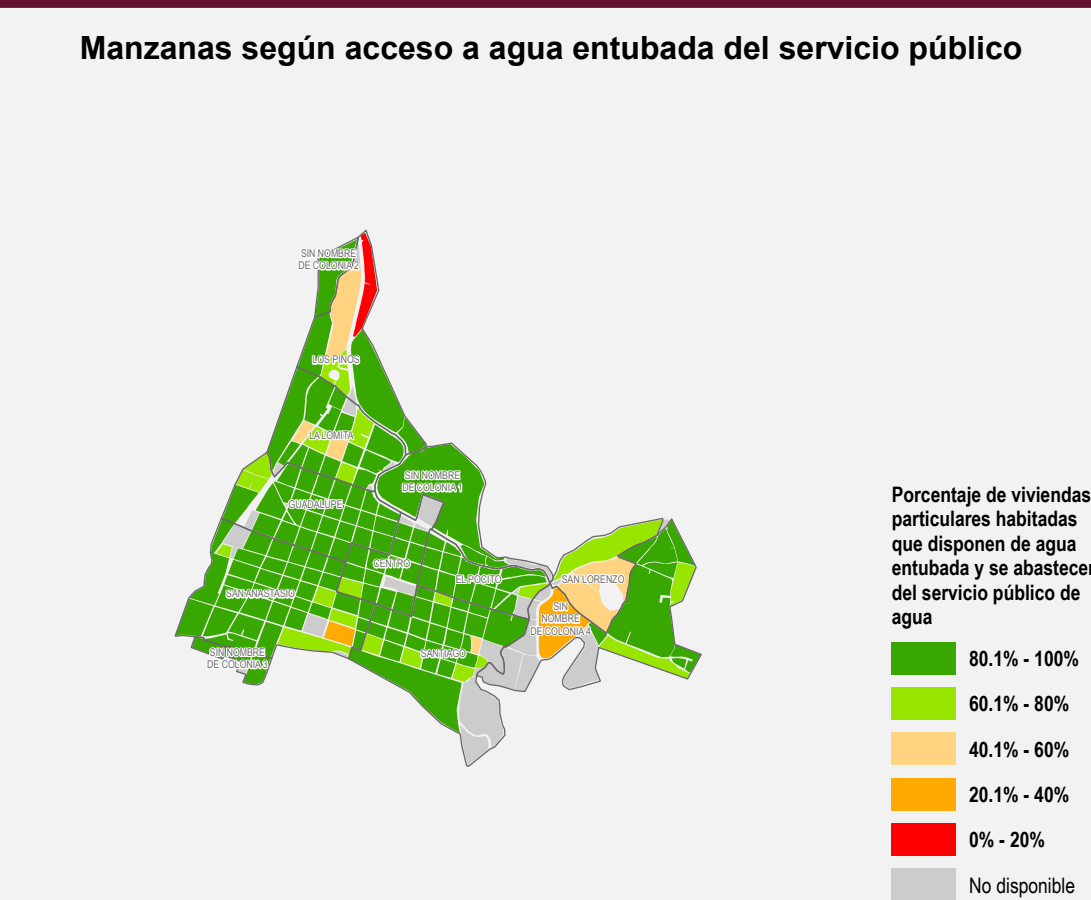 Manzanas según acceso a agua entubada del servicio público
SIN NOMBRE
DE COLONIA 2
LOS PINOS
LA LOMITA
SIN NOMBRE
DE COLONIA 1
GUADALUPE
CENTRO
EL POCITO
SAN LORENZO
SAN ANASTASIO
SIN
NOMBRE
DE COLONIA 4
SIN NOMBRE
DE COLONIA 3
SANTIAGO
Porcentaje de viviendas
particulares habitadas
que disponen de agua
entubada y se abastecen
del servicio público de
agua
80.1% - 100%
60.1% - 80%
40.1% - 60%
20.1% - 40%
0% - 20%
No disponible